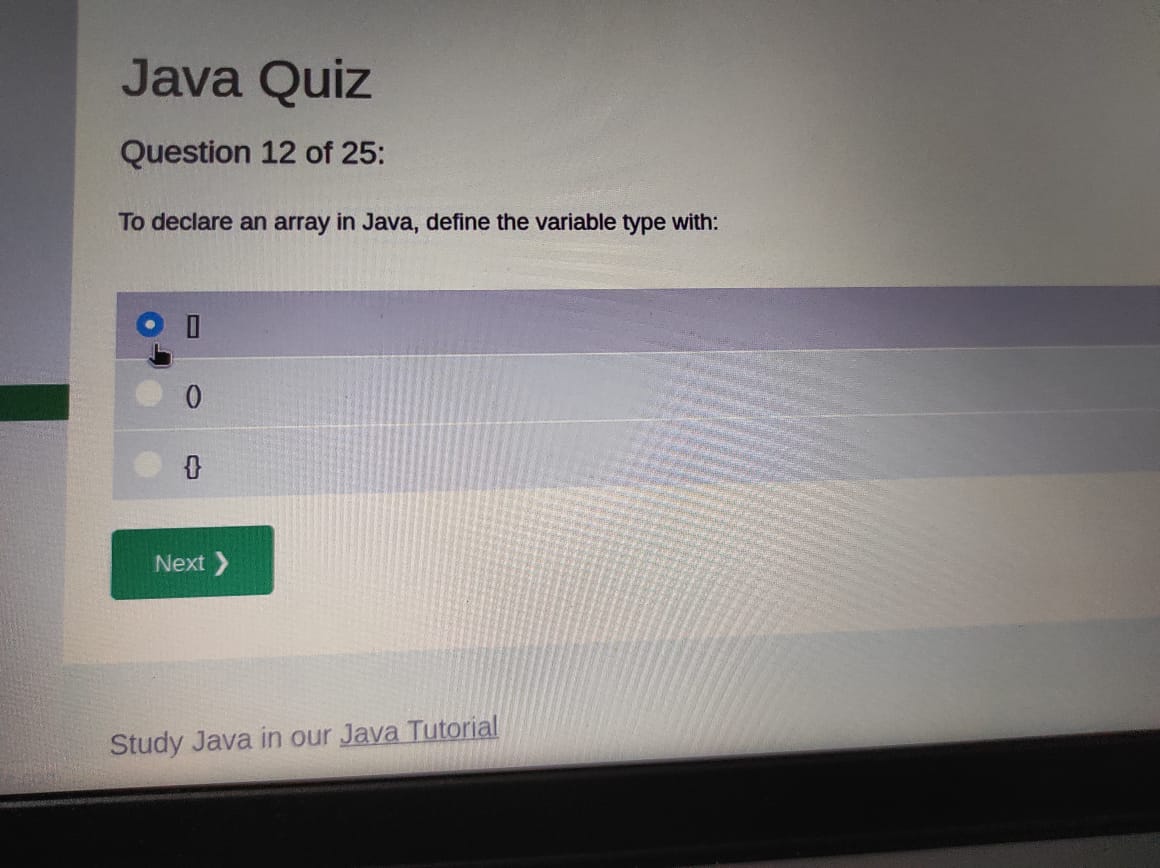 Java Quiz
Question 12 of 25:
To declare an array in Java, define the variable type with:
[]
()
{}
Next ❯
Study Java in our Java Tutorial